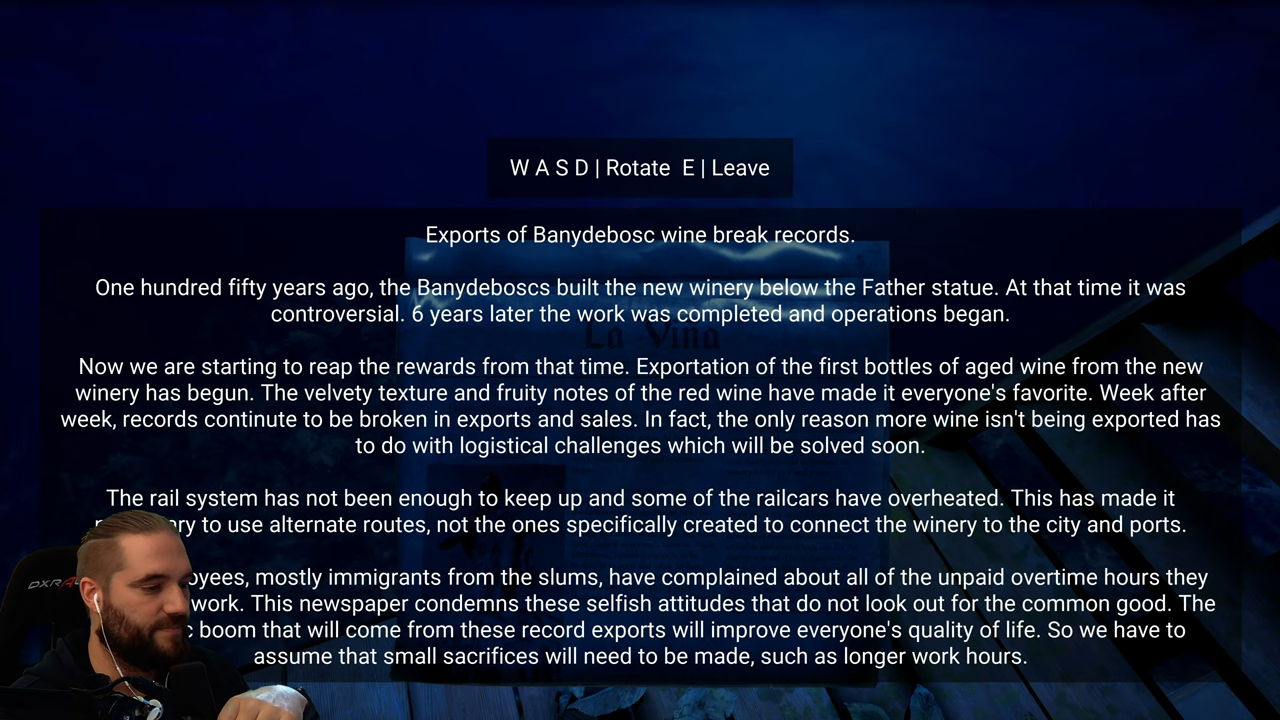 W A S D | Rotate E | Leave
Exports of Banydebosc wine break records.
One hundred fifty years ago, the Banydeboscs built the new winery below the Father statue. At that time it was
controversial. 6 years later the work was completed and operations began.
La Vina
Now we are starting to reap the rewards from that time. Exportation of the first bottles of aged wine from the new
winery has begun. The velvety texture and fruity notes of the red wine have made it everyone's favorite. Week after
week, records continute to be broken in exports and sales. In fact, the only reason more wine isn't being exported has
to do with logistical challenges which will be solved soon.
The rail system has not been enough to keep up and some of the railcars have overheated. This has made it
to use alternate routes, not the ones specifically created to connect the winery to the city and ports.
mostly immigrants from the slums, have complained about all of the unpaid overtime hours they
work. This newspaper condemns these selfish attitudes that do not look out for the common good. The
boom that will come from these record exports will improve everyone's quality of life. So we have to
assume that small sacrifices will need to be made, such as longer work hours.